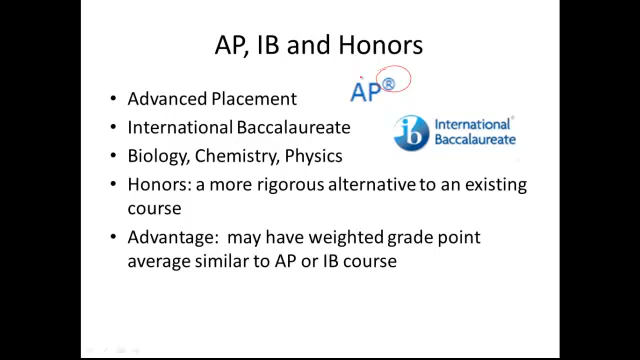 AP, IB and Honors
AP®
• Advanced Placement
• International Baccalaureate
ib International® Baccalaureate
• Biology, Chemistry, Physics
• Honors: a more rigorous alternative to an existing
course
• Advantage: may have weighted grade point
average similar to AP or IB course